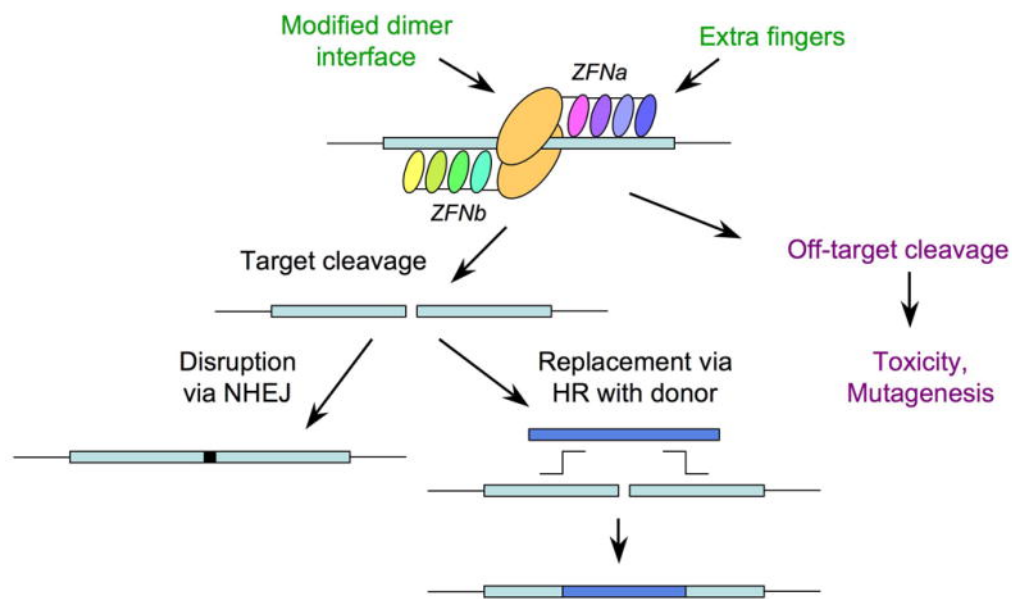 Modified dimer
interface
Extra fingers
ZFNa
ZFNb
Target cleavage
Off-target cleavage
Disruption
via NHEJ
Replacement via
HR with donor
Toxicity,
Mutagenesis